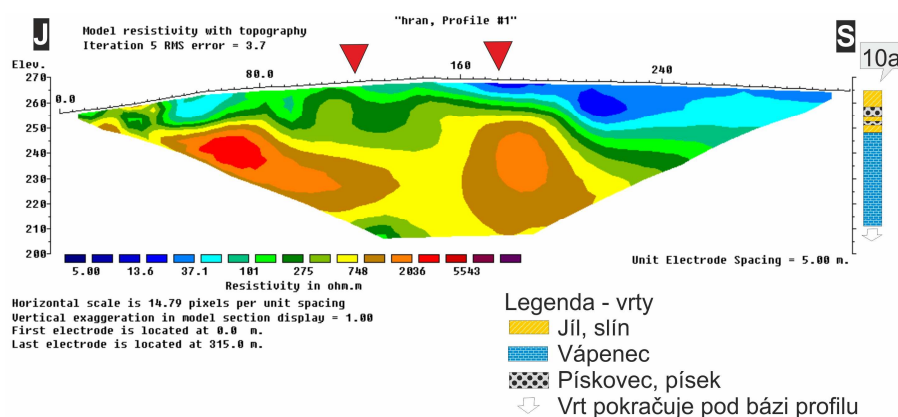 J
Model resistivity with topography
Iteration 5 RMS error = 3.7
"hran, Profile #1"
S
10a
Elev.
270
260
250
240
230
220
210
200
0.0
80.0
160
240
5.00 13.6 37.1 101 275 748 2036 5543
Resistivity in ohm.m
Unit Electrode Spacing = 5.00 m.
Horizontal scale is 14.79 pixels per unit spacing
Vertical exaggeration in model section display = 1.00
First electrode is located at 0.0 m.
Last electrode is located at 315.0 m.
Legenda - vrty
Jíl, slín
Vápenec
Pískovec, písek
Vrt pokračuje pod bázi profilu